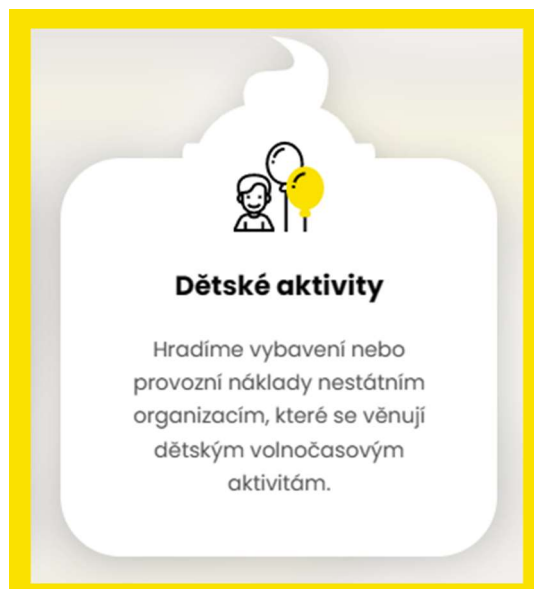 Dětské aktivity
Hradíme vybavení nebo
provozní náklady nestátním
organizacím, které se věnují
dětským volnočasovým
aktivitám.